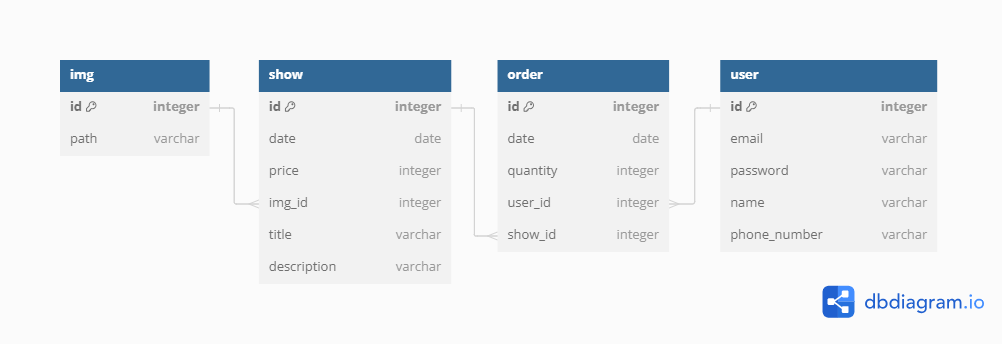 img
id integer
path varchar
show
id integer
date date
price integer
img_id integer
title varchar
description varchar
order
id integer
date date
quantity integer
user_id integer
show_id integer
user
id integer
email varchar
password varchar
name varchar
phone_number varchar
dbdiagram.io